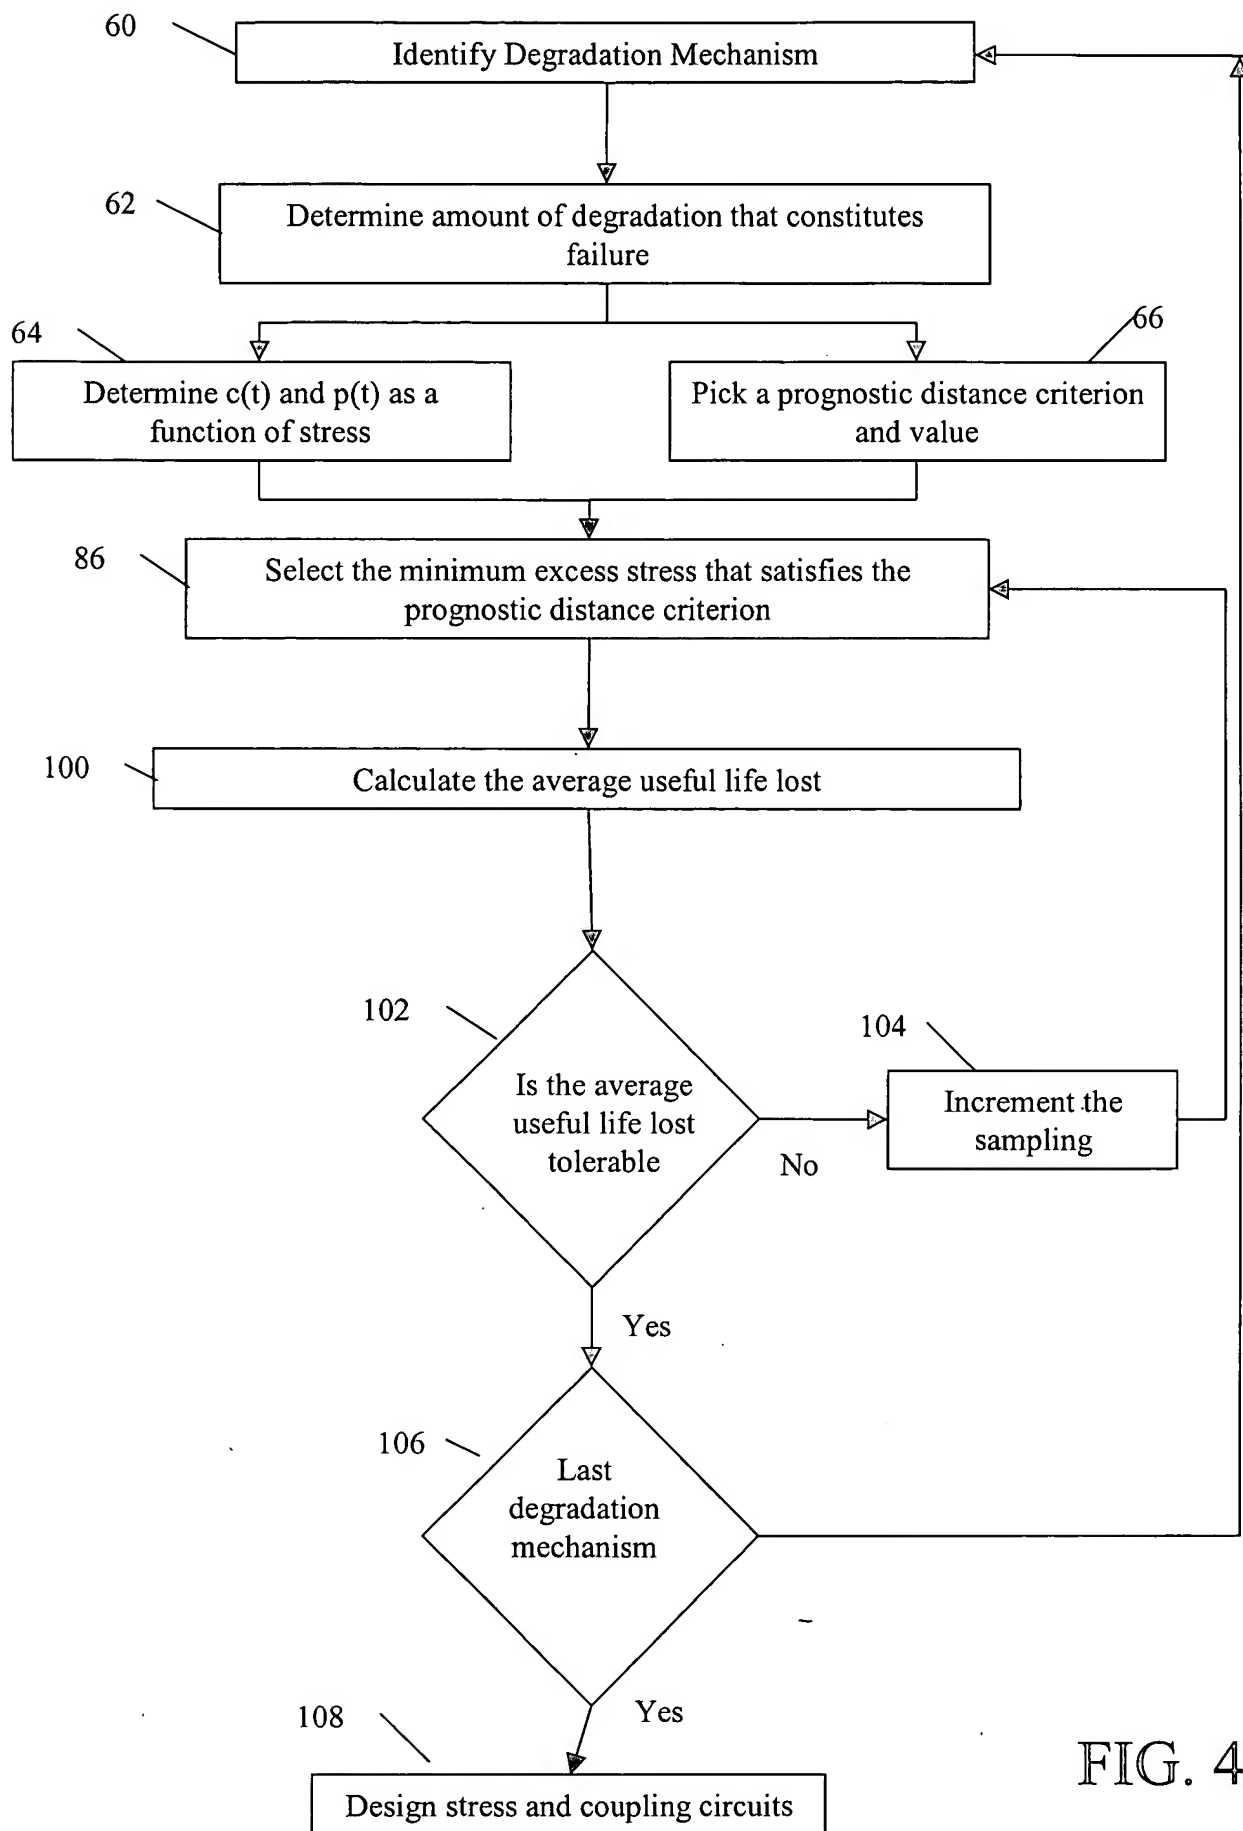 60
Identify Degradation Mechanism
62
Determine amount of degradation that constitutes
failure
64
66
Determine c(t) and p(t) as a
function of stress
Pick a prognostic distance criterion
and value
86
Select the minimum excess stress that satisfies the
prognostic distance criterion
100
Calculate the average useful life lost
102
Is the average
useful life lost
tolerable
No
104
Increment the
sampling
Yes
106
Last
degradation
mechanism
Yes
108
Design stress and coupling circuits
FIG. 4